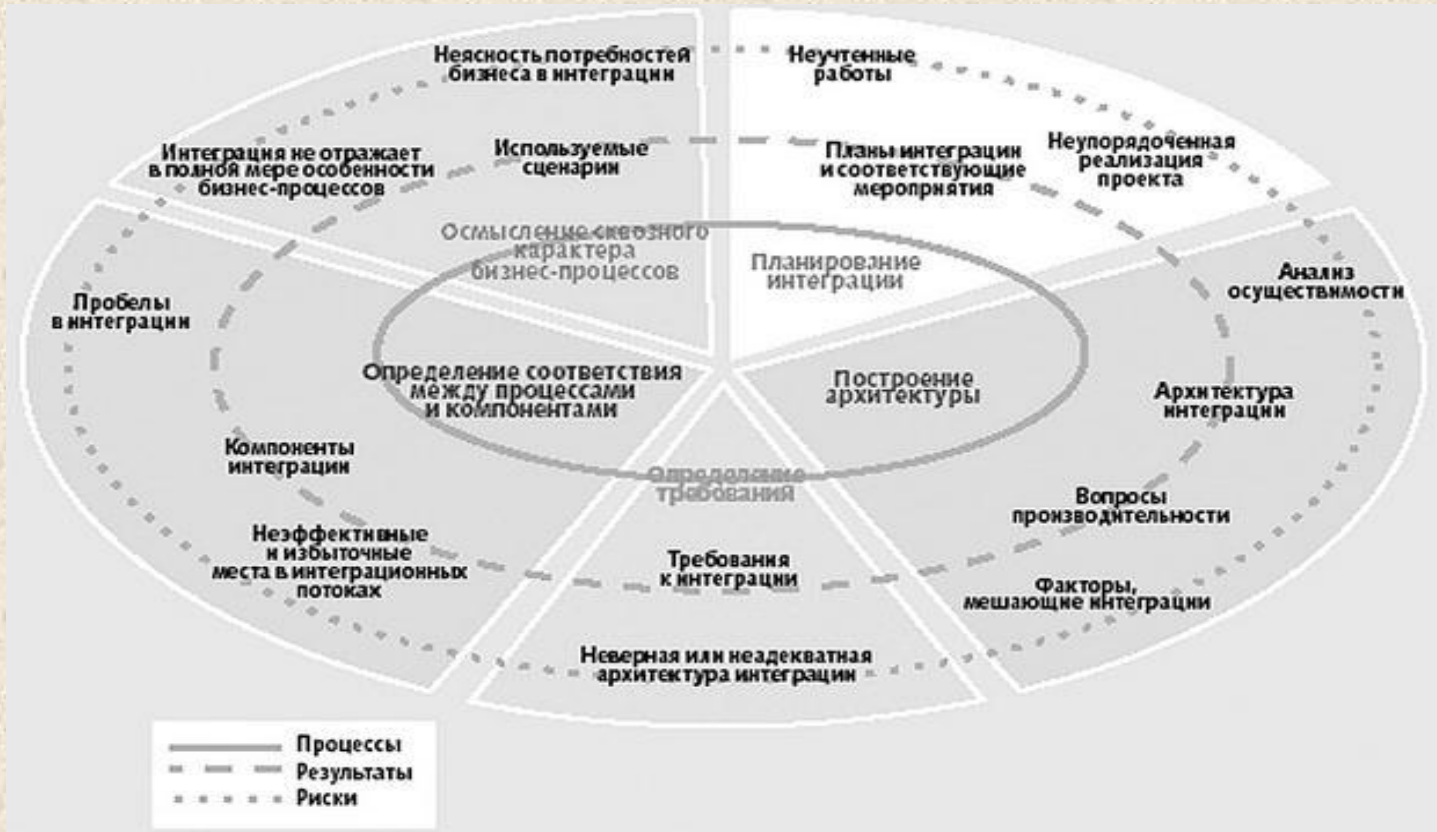 Неясность потребностей
бизнеса в интеграции
Неучтенные
работы
Интеграция не отражает
в полной мере особенности
бизнес-процессов
Используемые
сценарии
Планы интеграции
и соответствующие
мероприятия
Неупорядоченная
реализация
проекта
Осмысление сквозного
характера
бизнес-процессов
Планирование
интеграции
Анализ
осуществимости
Пробелы
в интеграции
Определение соответствия
между процессами
и компонентами
Построение
архитектуры
Архитектура
интеграции
Компоненты
интеграции
Определение
требования
Вопросы
производительности
Неэффективные
и избыточные
места в интеграционных
потоках
Требования
к интеграции
Факторы,
мешающие интеграции
Неверная или неадекватная
архитектура интеграции
Процессы
Результаты
Риски